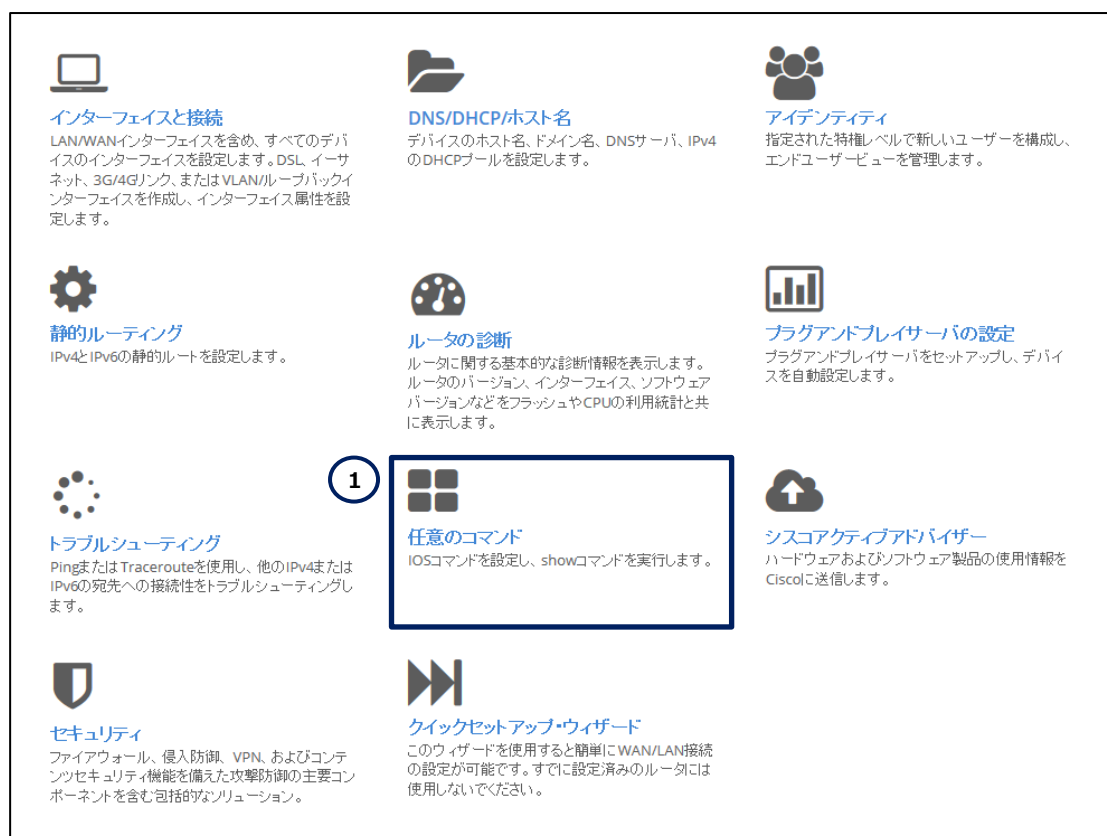 インターフェイスと接続
LAN/WANインターフェイスを含め、すべてのデバ
イスのインターフェイスを設定します。DSL、イーサ
ネット、3G/4Gリンク、またはVLAN/ループバックイ
ンターフェイスを作成し、インターフェイス属性を設
定します。
DNS/DHCP/ホスト名
デバイスのホスト名、ドメイン名、DNSサーバ、IPv4
のDHCPプールを設定します。
アイデンティティ
指定された特権レベルで新しいユーザーを構成し、
エンドユーザービューを管理します。
静的ルーティング
IPv4とIPv6の静的ルートを設定します。
ルータの診断
ルータに関する基本的な診断情報を表示します。
ルータのバージョン、インターフェイス、ソフトウェア
バージョンなどをフラッシュやCPUの利用統計と共
に表示します。
プラグアンドプレイサーバの設定
プラグアンドプレイサーバをセットアップし、デバイ
スを自動設定します。
トラブルシューティング
PingまたはTracerouteを使用し、他のIPv4または
IPv6の宛先への接続性をトラブルシューティングし
ます。
1
任意のコマンド
IOSコマンドを設定し、showコマンドを実行します。
シスコアクティブアドバイザー
ハードウェアおよびソフトウェア製品の使用情報を
Ciscoに送信します。
セキュリティ
ファイアウォール、侵入防御、VPN、およびコンテ
ンツセキュリティ機能を備えた攻撃防御の主要コン
ポーネントを含む包括的なソリューション。
クイックセットアップ・ウィザード
このウィザードを使用すると簡単にWAN/LAN接続
の設定が可能です。すでに設定済みのルータには
使用しないでください。